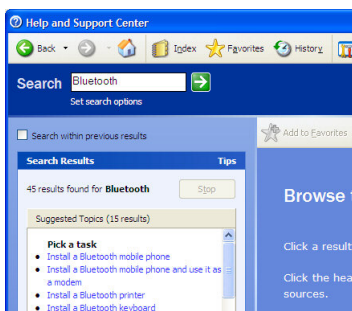 Help and Support Center
Back Index Favorites History
Search Bluetooth
Set search options
Search within previous results
Add to Favorites
Search Results Tips
45 results found for Bluetooth Stop
Suggested Topics (15 results)
Pick a task
Install a Bluetooth mobile phone
Install a Bluetooth mobile phone and use it as
a modem
Install a Bluetooth printer
Install a Bluetooth keyboard
Browse
Click a result
Click the hea
sources.